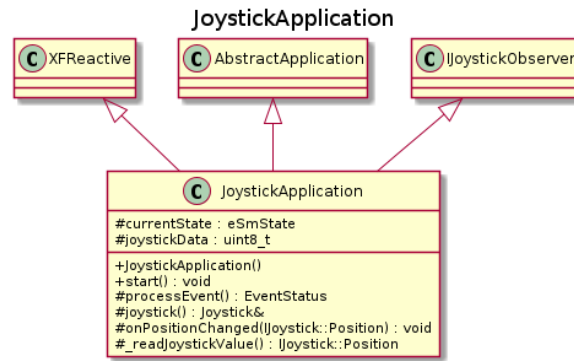 JoystickApplication
C XFReactive
C AbstractApplication
C IJoystickObserver
C JoystickApplication
#currentState : eSmState
#joystickData : uint8_t
+JoystickApplication()
+start() : void
#processEvent() : EventStatus
#joystick() : Joystick&
#onPositionChanged(IJoystick::Position) : void
#_readJoystickValue() : IJoystick::Position